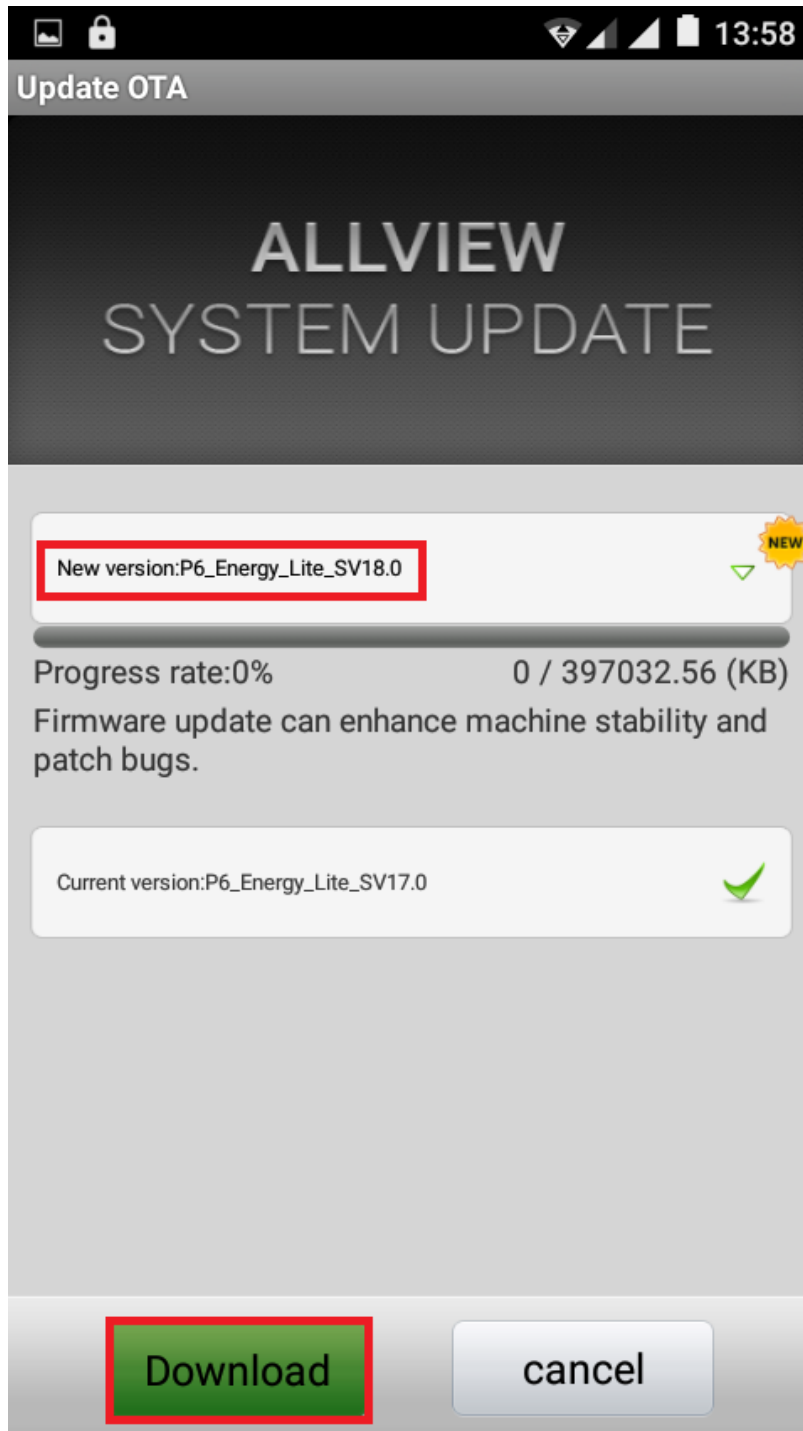 13:58
Update OTA
ALLVIEW
SYSTEM UPDATE
NEW
New version:P6_Energy_Lite_SV18.0
Progress rate:0% 0 / 397032.56 (KB)
Firmware update can enhance machine stability and
patch bugs.
Current version:P6_Energy_Lite_SV17.0
Download cancel